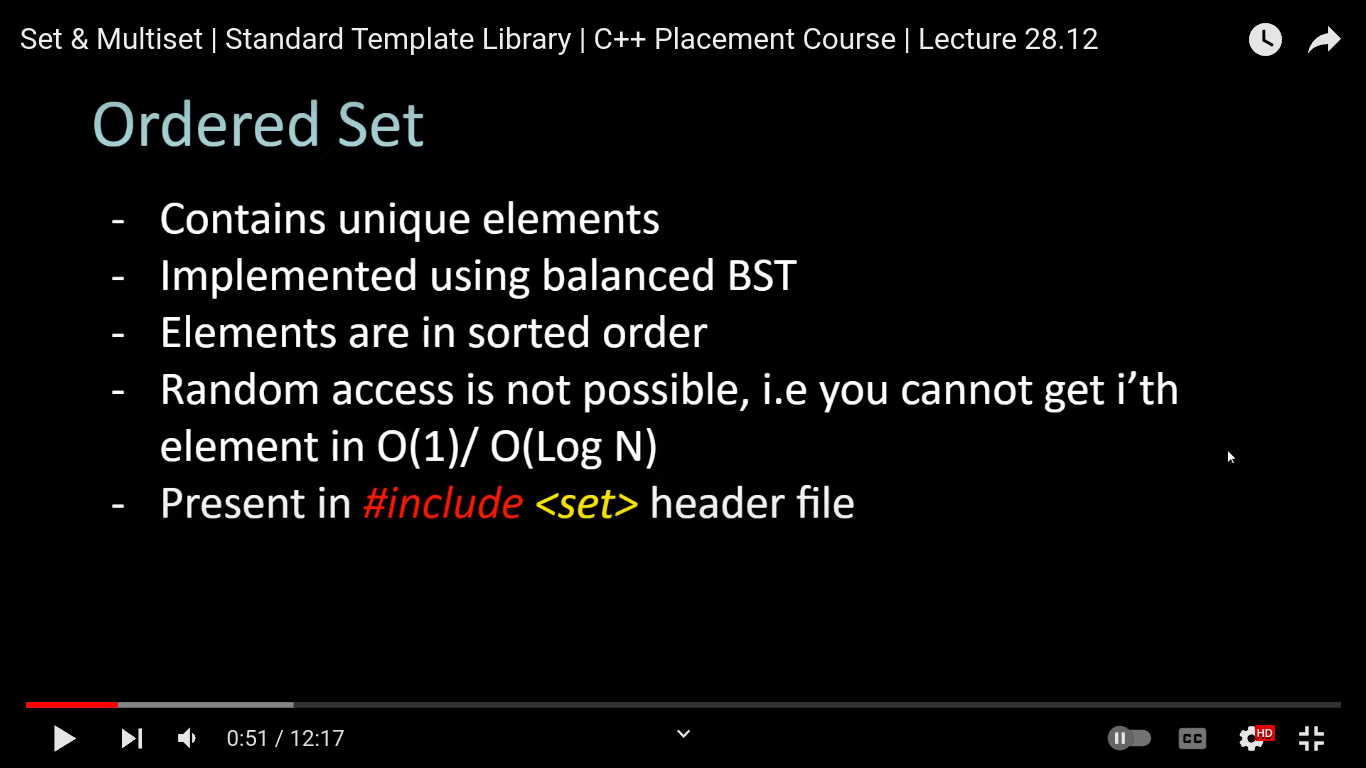 Set & Multiset | Standard Template Library | C++ Placement Course | Lecture 28.12
Ordered Set
- Contains unique elements
- Implemented using balanced BST
- Elements are in sorted order
- Random access is not possible, i.e you cannot get i’th
element in O(1)/ O(Log N)
- Present in #include <set> header file
0:51 / 12:17
CC
HD